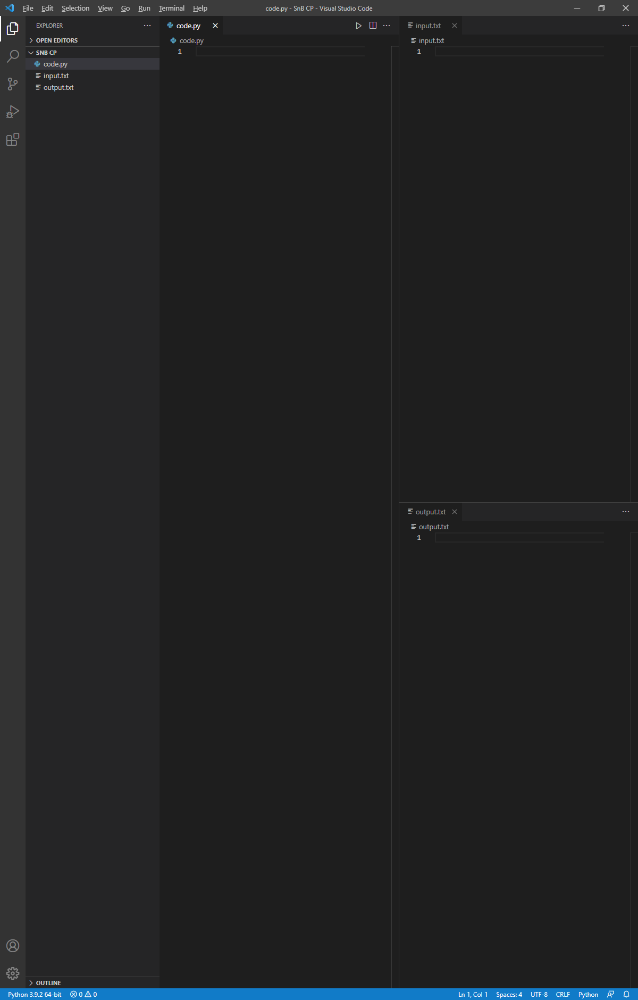 File Edit Selection View Go Run Terminal Help
code.py - SnB CP - Visual Studio Code
EXPLORER
OPEN EDITORS
SNB CP
code.py
input.txt
output.txt
OUTLINE
code.py
code.py
1
input.txt
input.txt
1
output.txt
output.txt
1
Python 3.9.2 64-bit 0 0
Ln 1, Col 1 Spaces: 4 UTF-8 CRLF Python